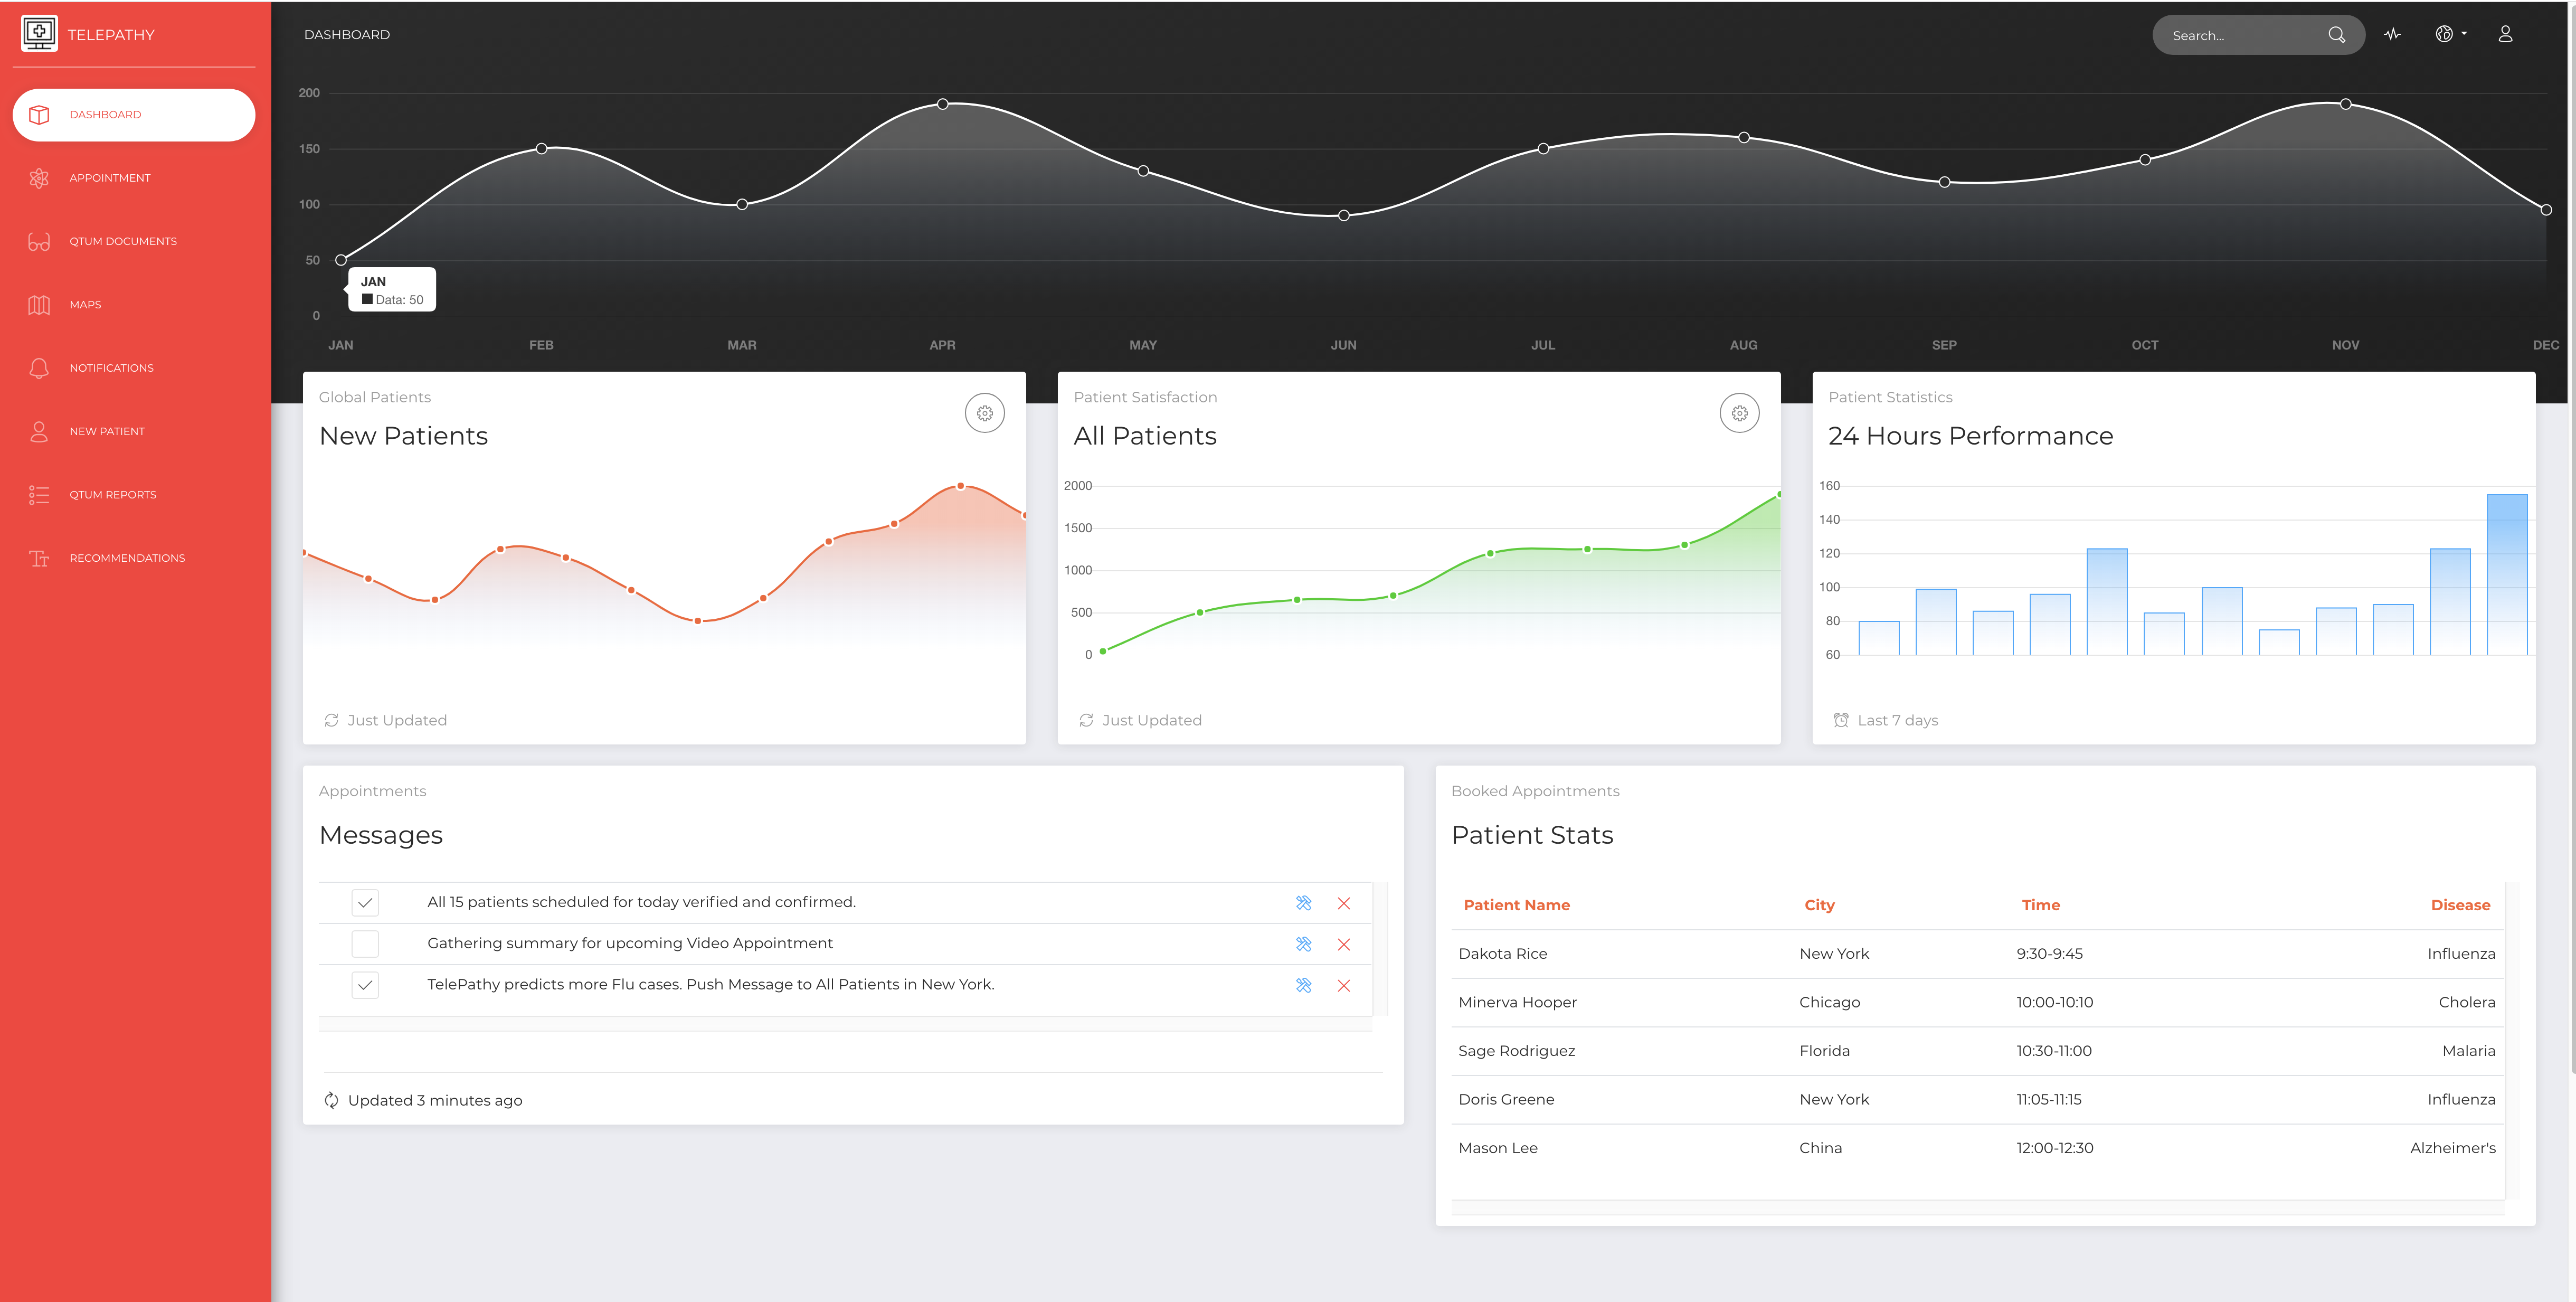 TELEPATHY
DASHBOARD
APPOINTMENT
QTUM DOCUMENTS
MAPS
NOTIFICATIONS
NEW PATIENT
QTUM REPORTS
RECOMMENDATIONS
DASHBOARD
Search...
200
150
100
50
0
JAN
Data: 50
JAN FEB MAR APR MAY JUN JUL AUG SEP OCT NOV DEC
Global Patients
New Patients
Just Updated
Patient Satisfaction
All Patients
2000
1500
1000
500
0
Just Updated
Patient Statistics
24 Hours Performance
160
140
120
100
80
60
Last 7 days
Appointments
Messages
All 15 patients scheduled for today verified and confirmed.
Gathering summary for upcoming Video Appointment
TelePathy predicts more Flu cases. Push Message to All Patients in New York.
Updated 3 minutes ago
Booked Appointments
Patient Stats
Patient Name City Time Disease
Dakota Rice New York 9:30-9:45 Influenza
Minerva Hooper Chicago 10:00-10:10 Cholera
Sage Rodriguez Florida 10:30-11:00 Malaria
Doris Greene New York 11:05-11:15 Influenza
Mason Lee China 12:00-12:30 Alzheimer's